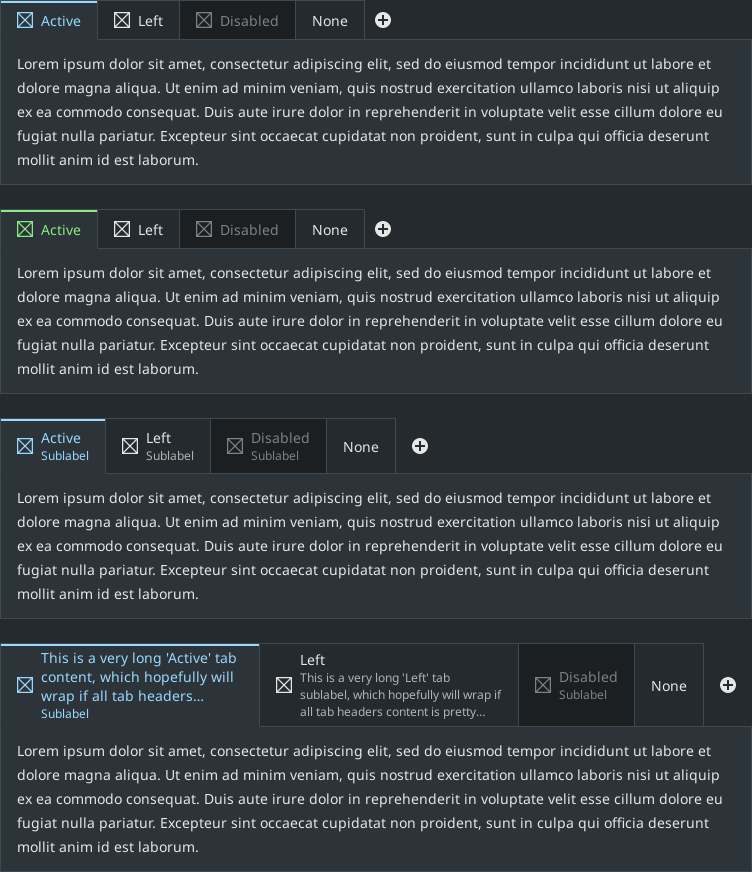 Active Left Disabled None
Lorem ipsum dolor sit amet, consectetur adipiscing elit, sed do eiusmod tempor incididunt ut labore et
dolore magna aliqua. Ut enim ad minim veniam, quis nostrud exercitation ullamco laboris nisi ut aliquip
ex ea commodo consequat. Duis aute irure dolor in reprehenderit in voluptate velit esse cillum dolore eu
fugiat nulla pariatur. Excepteur sint occaecat cupidatat non proident, sunt in culpa qui officia deserunt
mollit anim id est laborum.
Active Left Disabled None
Lorem ipsum dolor sit amet, consectetur adipiscing elit, sed do eiusmod tempor incididunt ut labore et
dolore magna aliqua. Ut enim ad minim veniam, quis nostrud exercitation ullamco laboris nisi ut aliquip
ex ea commodo consequat. Duis aute irure dolor in reprehenderit in voluptate velit esse cillum dolore eu
fugiat nulla pariatur. Excepteur sint occaecat cupidatat non proident, sunt in culpa qui officia deserunt
mollit anim id est laborum.
Active
Sublabel
Left
Sublabel
Disabled
Sublabel
None
Lorem ipsum dolor sit amet, consectetur adipiscing elit, sed do eiusmod tempor incididunt ut labore et
dolore magna aliqua. Ut enim ad minim veniam, quis nostrud exercitation ullamco laboris nisi ut aliquip
ex ea commodo consequat. Duis aute irure dolor in reprehenderit in voluptate velit esse cillum dolore eu
fugiat nulla pariatur. Excepteur sint occaecat cupidatat non proident, sunt in culpa qui officia deserunt
mollit anim id est laborum.
This is a very long 'Active' tab
content, which hopefully will
wrap if all tab headers...
Sublabel
Left
This is a very long 'Left' tab
sublabel, which hopefully will wrap if
all tab headers content is pretty...
Disabled
Sublabel
None
Lorem ipsum dolor sit amet, consectetur adipiscing elit, sed do eiusmod tempor incididunt ut labore et
dolore magna aliqua. Ut enim ad minim veniam, quis nostrud exercitation ullamco laboris nisi ut aliquip
ex ea commodo consequat. Duis aute irure dolor in reprehenderit in voluptate velit esse cillum dolore eu
fugiat nulla pariatur. Excepteur sint occaecat cupidatat non proident, sunt in culpa qui officia deserunt
mollit anim id est laborum.